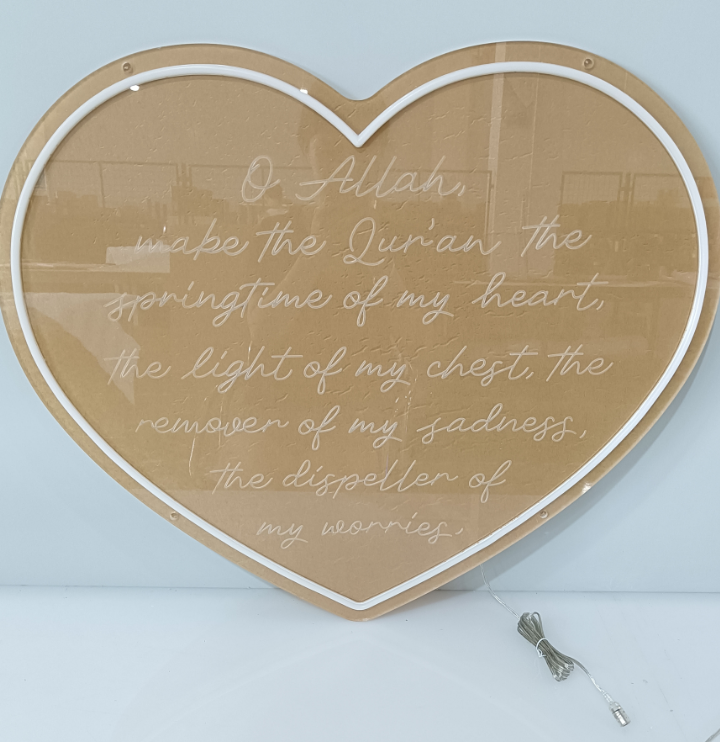 O Allah,
make the Qur'an the
springtime of my heart,
the light of my chest, the
remover of my sadness,
the dispeller of
my worries,